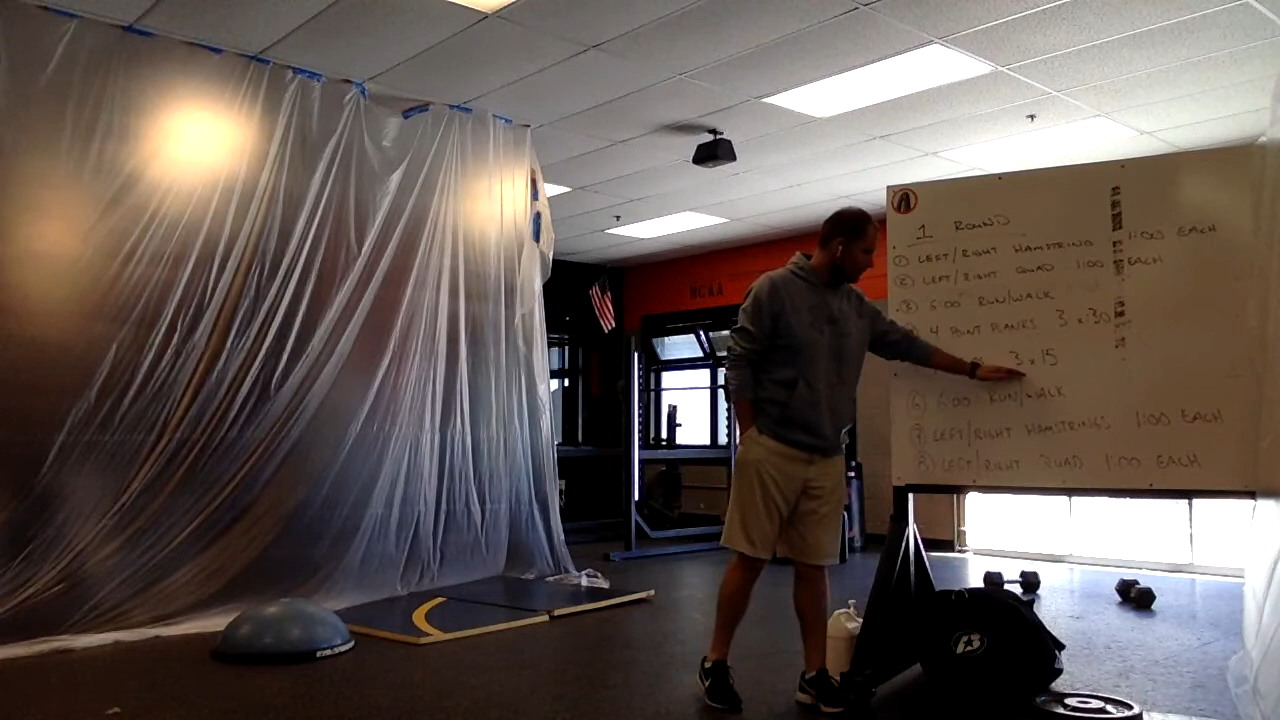 1 ROUND
① LEFT/RIGHT HAMSTRING 1:00 EACH
② LEFT/RIGHT QUAD 1:00 EACH
③ 6:00 RUN/WALK
4 POINT PLANKS 3 x :30
3 x 15
⑥ 6:00 RUN/WALK
⑦ LEFT/RIGHT HAMSTRINGS 1:00 EACH
⑧ LEFT/RIGHT QUAD 1:00 EACH
NCAA